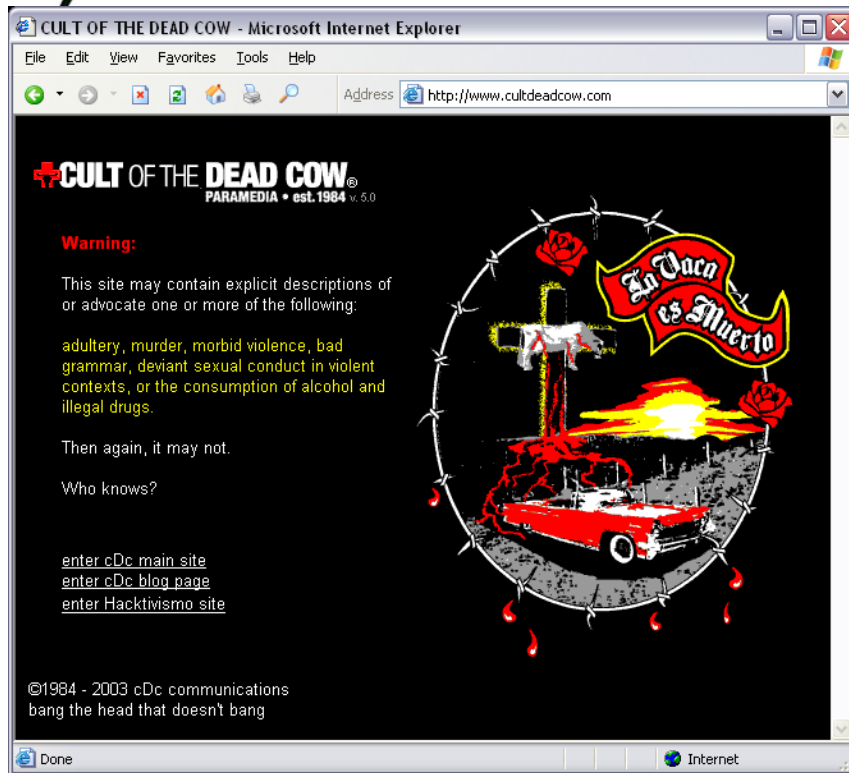 CULT OF THE DEAD COW - Microsoft Internet Explorer
File Edit View Favorites Tools Help
Address http://www.cultdeadcow.com
CULT OF THE DEAD COW®
PARAMEDIA • est.1984 v. 5.0
Warning:
This site may contain explicit descriptions of
or advocate one or more of the following:
adultery, murder, morbid violence, bad
grammar, deviant sexual conduct in violent
contexts, or the consumption of alcohol and
illegal drugs.
Then again, it may not.
Who knows?
enter cDc main site
enter cDc blog page
enter Hacktivismo site
La Vaca
es Muerto
©1984 - 2003 cDc communications
bang the head that doesn't bang
Done Internet